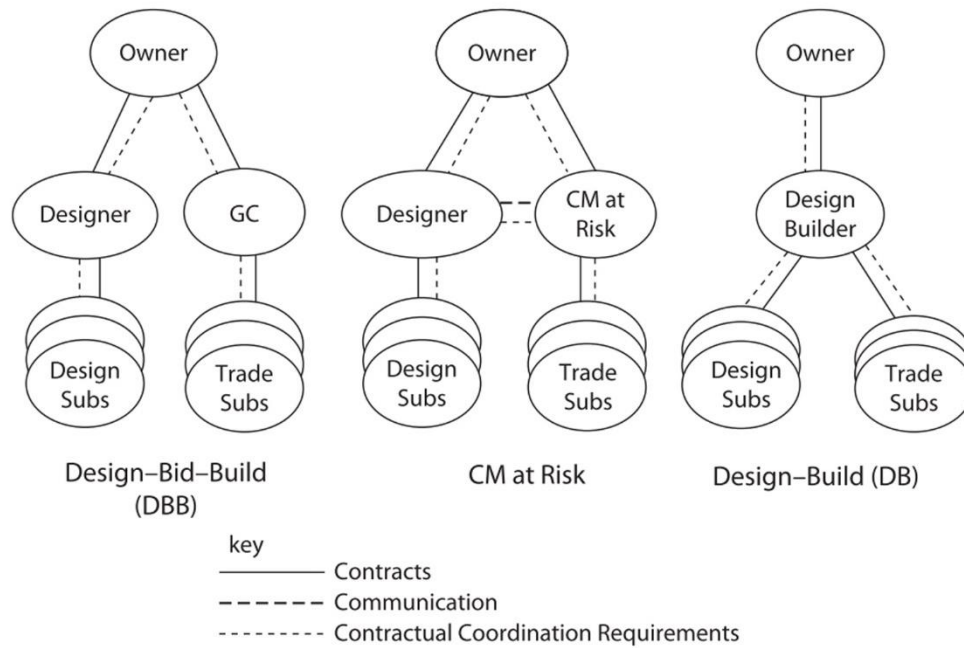 Owner
Designer
GC
Design
Subs
Trade
Subs
Design–Bid–Build
(DBB)
Owner
Designer
CM at
Risk
Design
Subs
Trade
Subs
CM at Risk
Owner
Design
Builder
Design
Subs
Trade
Subs
Design–Build (DB)
key
Contracts
Communication
Contractual Coordination Requirements